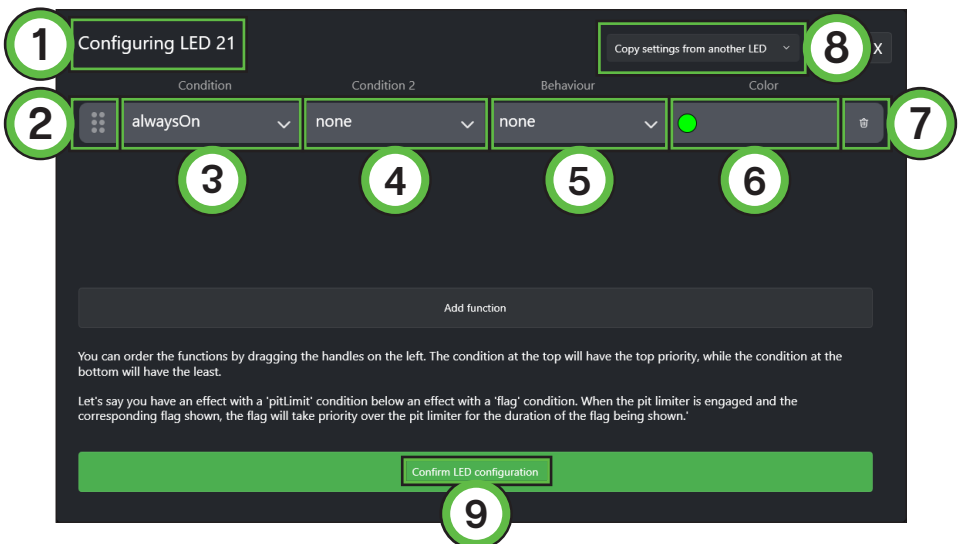 1
Configuring LED 21
Copy settings from another LED
8
X
Condition
Condition 2
Behaviour
Color
2
alwaysOn
none
none
7
3
4
5
6
Add function
You can order the functions by dragging the handles on the left. The condition at the top will have the top priority, while the condition at the
bottom will have the least.
Let's say you have an effect with a 'pitLimit' condition below an effect with a 'flag' condition. When the pit limiter is engaged and the
corresponding flag shown, the flag will take priority over the pit limiter for the duration of the flag being shown.'
Confirm LED configuration
9